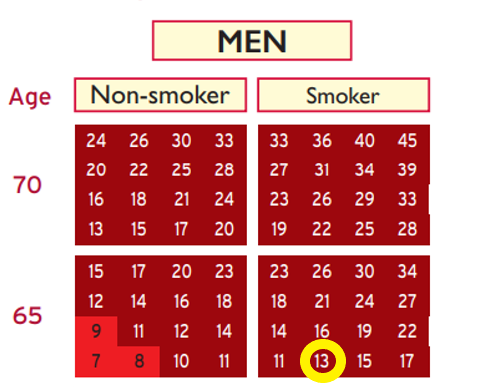 MEN
Age Non-smoker Smoker
24 26 30 33 33 36 40 45
20 22 25 28 27 31 34 39
70
16 18 21 24 23 26 29 33
13 15 17 20 19 22 25 28
15 17 20 23 23 26 30 34
12 14 16 18 18 21 24 27
65
9 11 12 14 14 16 19 22
7 8 10 11 11 13 15 17